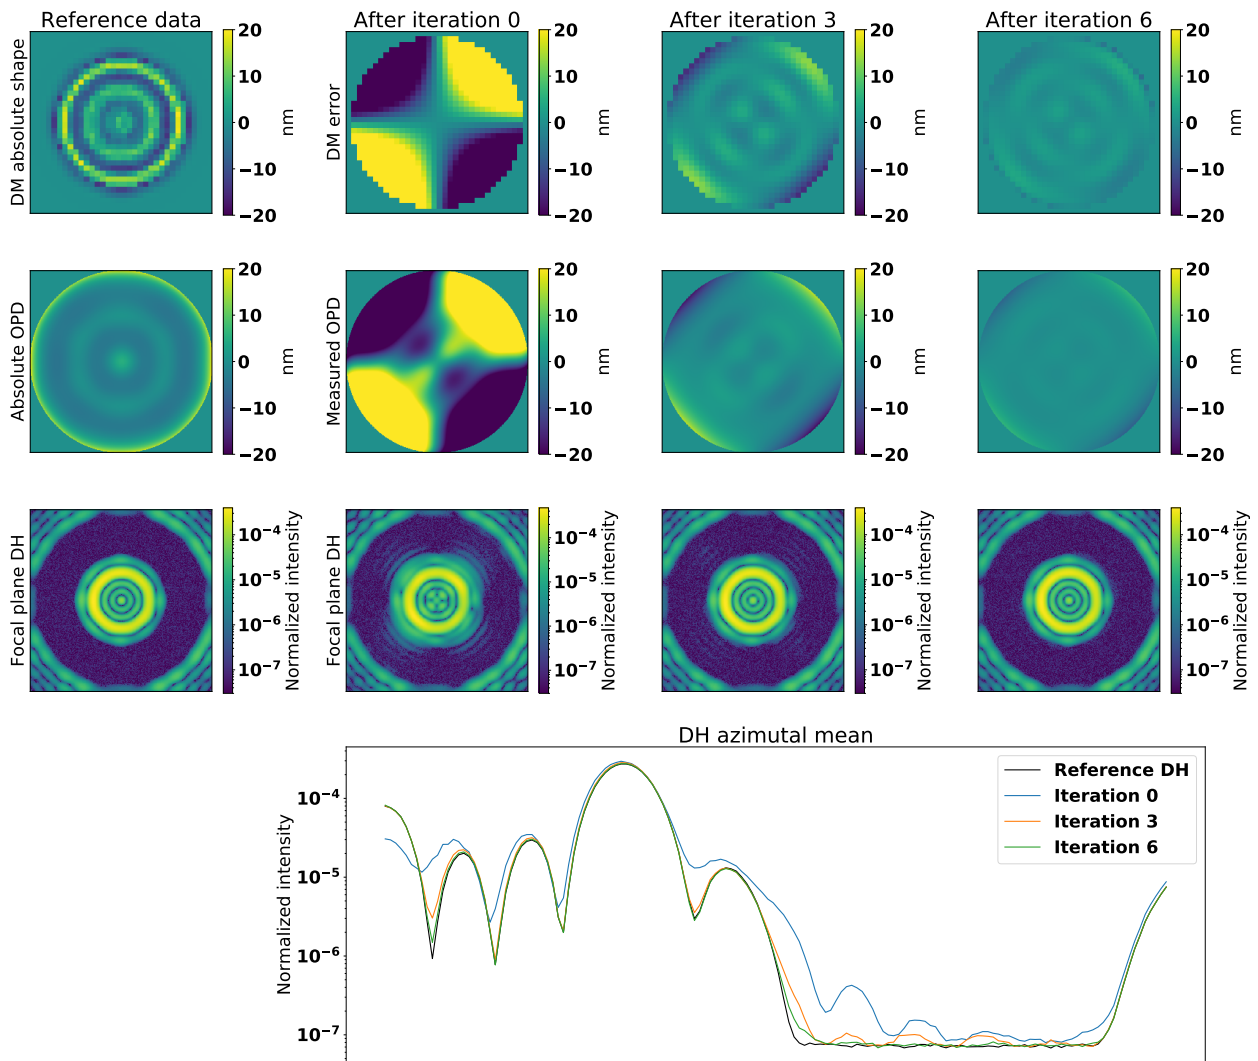 Reference data
After iteration 0
After iteration 3
After iteration 6
DM absolute shape
20
10
0
−10
−20
nm
DM error
20
10
0
−10
−20
nm
20
10
0
−10
−20
nm
20
10
0
−10
−20
nm
Absolute OPD
20
10
0
−10
−20
nm
Measured OPD
20
10
0
−10
−20
nm
20
10
0
−10
−20
nm
20
10
0
−10
−20
nm
Focal plane DH
10⁻⁴
10⁻⁵
10⁻⁶
10⁻⁷
Normalized intensity
Focal plane DH
10⁻⁴
10⁻⁵
10⁻⁶
10⁻⁷
Normalized intensity
10⁻⁴
10⁻⁵
10⁻⁶
10⁻⁷
Normalized intensity
10⁻⁴
10⁻⁵
10⁻⁶
10⁻⁷
Normalized intensity
DH azimutal mean
Normalized intensity
10⁻⁴
10⁻⁵
10⁻⁶
10⁻⁷
Reference DH
Iteration 0
Iteration 3
Iteration 6